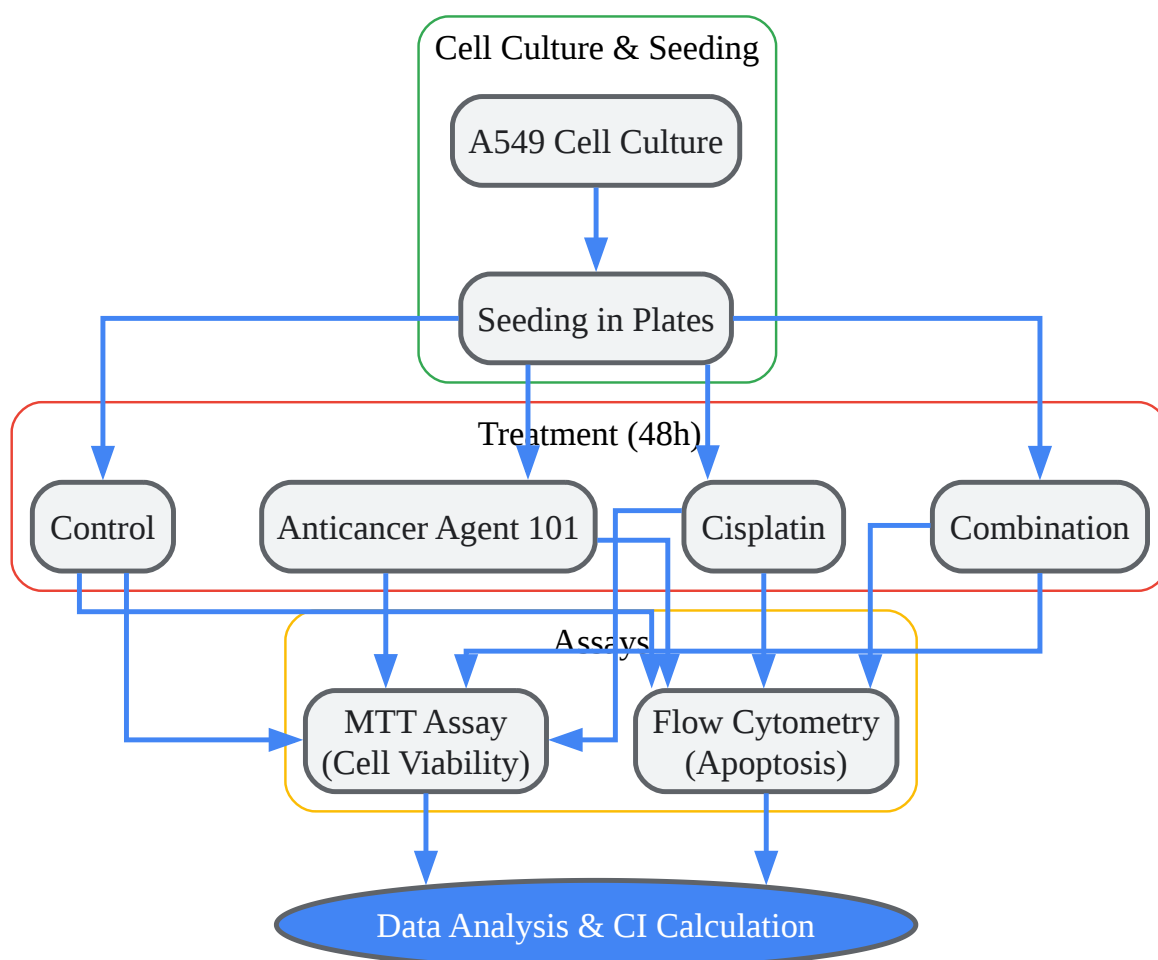 Cell Culture & Seeding
A549 Cell Culture
Seeding in Plates
Treatment (48h)
Control
Anticancer Agent 101
Cisplatin
Combination
Assays
MTT Assay
(Cell Viability)
Flow Cytometry
(Apoptosis)
Data Analysis & CI Calculation